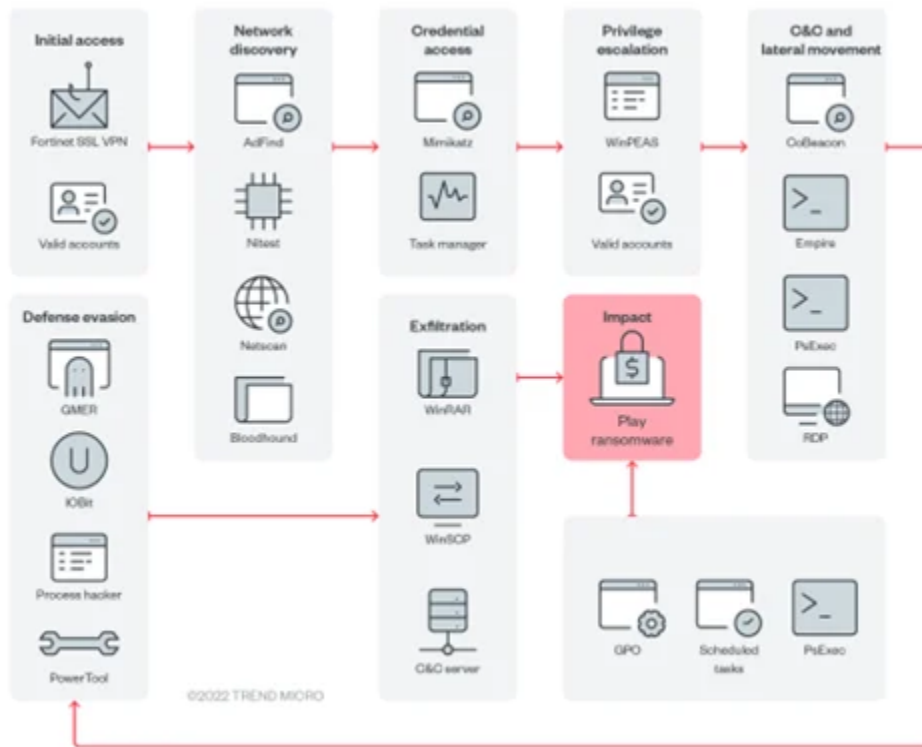 Initial access
Fortinet SSL VPN
Valid accounts
Network
discovery
AdFind
Nltest
Netscan
Bloodhound
Credential
access
Mimikatz
Task manager
Privilege
escalation
WinPEAS
Valid accounts
C&C and
lateral movement
CoBeacon
Empire
PsExec
RDP
Defense evasion
GMER
IOBit
Process hacker
PowerTool
Exfiltration
WinRAR
WinSCP
C&C server
Impact
$
Play
ransomware
GPO
Scheduled
tasks
PsExec
©2022 TREND MICRO